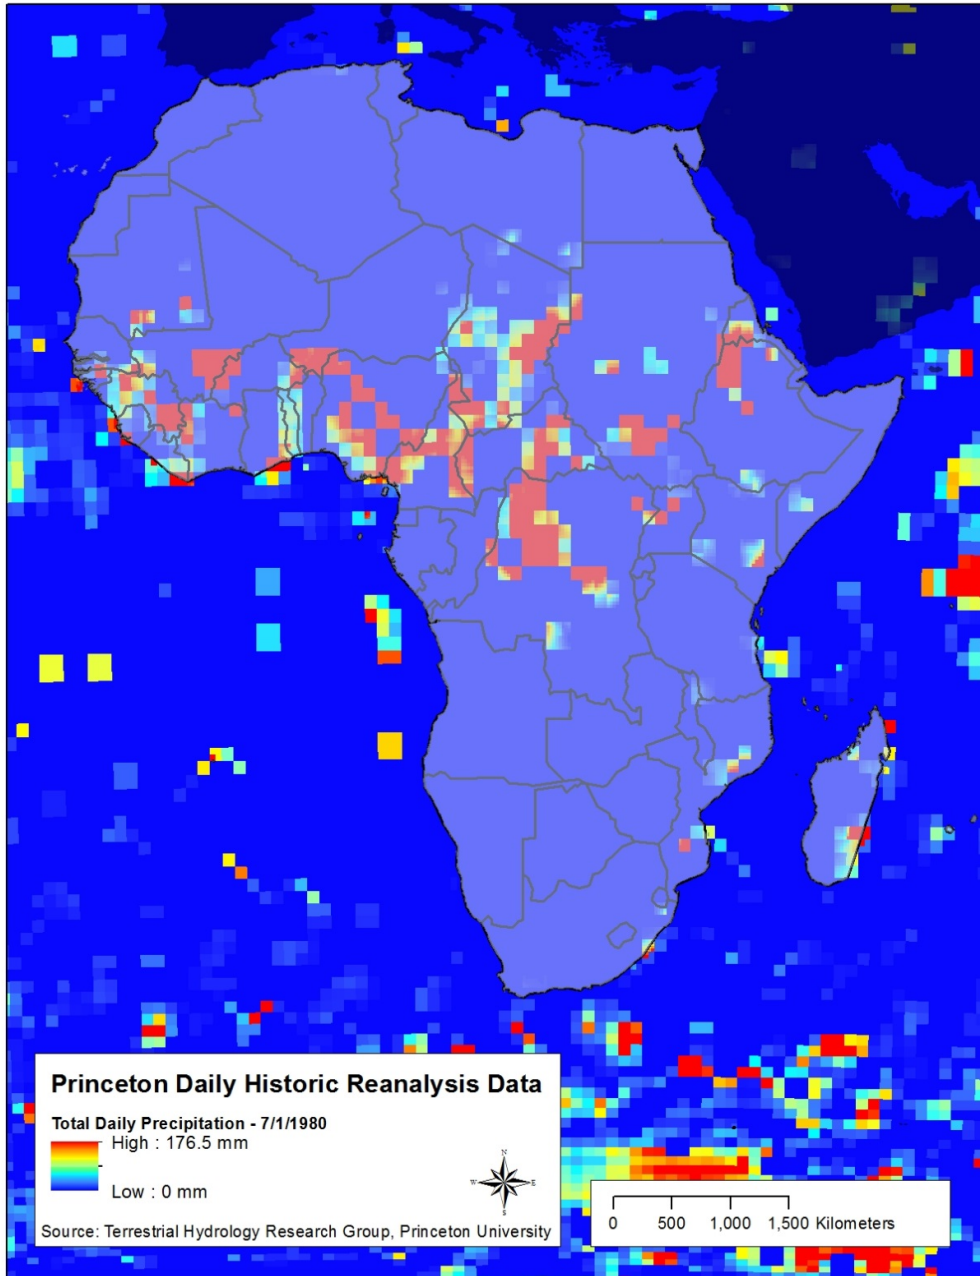 Princeton Daily Historic Reanalysis Data
Total Daily Precipitation - 7/1/1980
High : 176.5 mm
Low : 0 mm
N
W E
S
Source: Terrestrial Hydrology Research Group, Princeton University
0 500 1,000 1,500 Kilometers